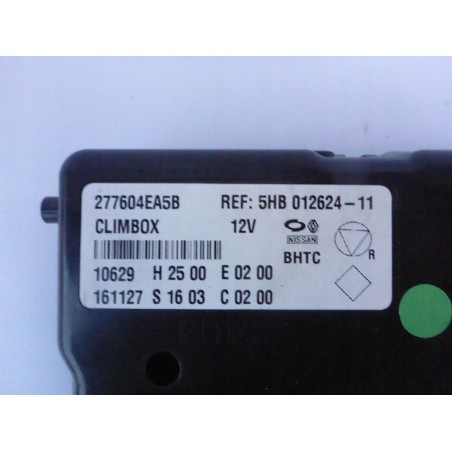 277604EA5B REF: 5HB 012624-11
CLIMBOX 12V
NISSAN
BHTC R
10629 H 25 00 E 02 00
161127 S 16 03 C 02 00